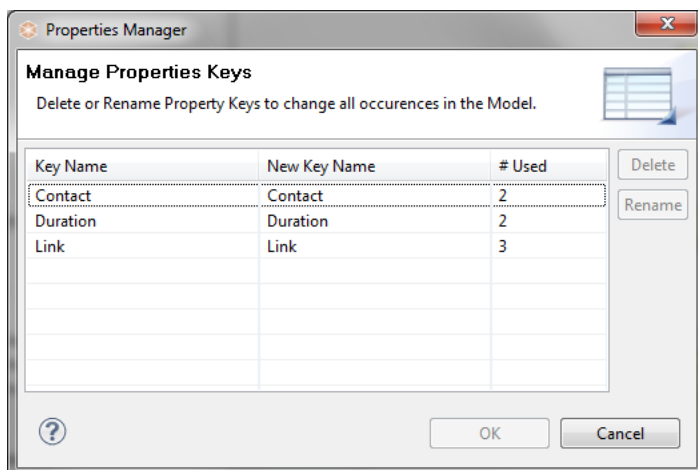 Properties Manager
Manage Properties Keys
Delete or Rename Property Keys to change all occurences in the Model.
Key Name New Key Name # Used
Contact Contact 2
Duration Duration 2
Link Link 3
Delete
Rename
?
OK Cancel